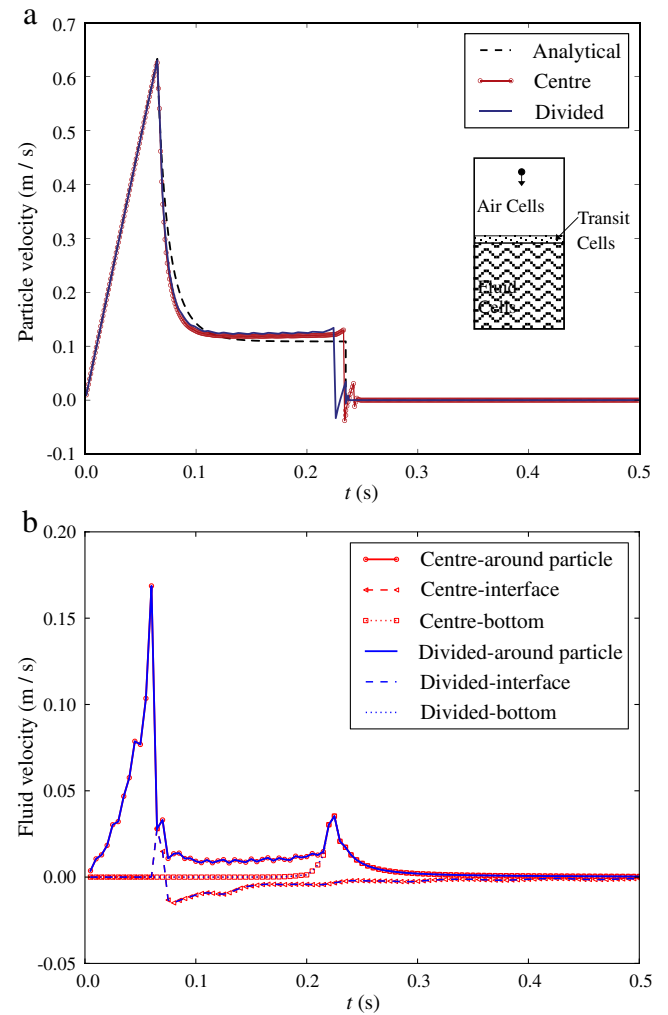 a
0.7
0.6
0.5
0.4
0.3
0.2
0.1
0.0
-0.1
Particle velocity (m / s)
Analytical
Centre
Divided
Air Cells
Transit
Cells
Fluid
Cells
0.0 0.1 0.2 0.3 0.4 0.5
t (s)
b
0.20
0.15
0.10
0.05
0.00
-0.05
Fluid velocity (m / s)
Centre-around particle
Centre-interface
Centre-bottom
Divided-around particle
Divided-interface
Divided-bottom
0.0 0.1 0.2 0.3 0.4 0.5
t (s)